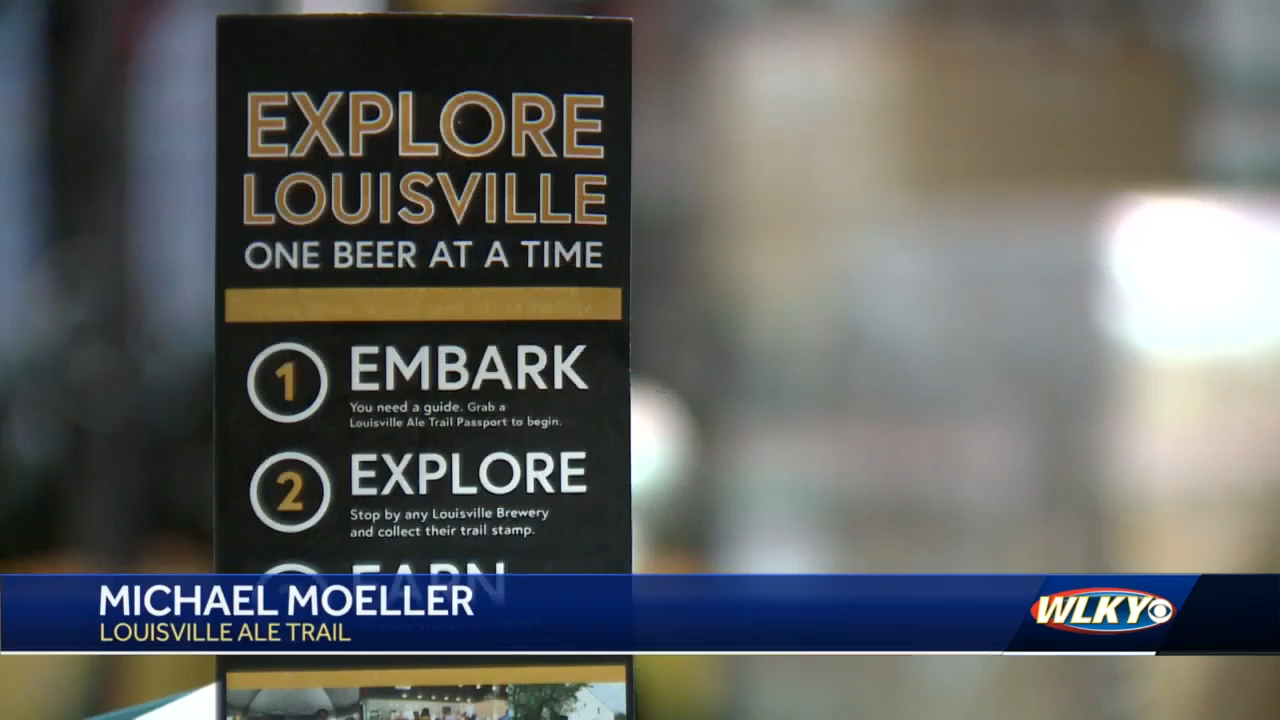 EXPLORE
LOUISVILLE
ONE BEER AT A TIME
1 EMBARK
You need a guide. Grab a
Louisville Ale Trail Passport to begin.
2 EXPLORE
Stop by any Louisville Brewery
and collect their trail stamp.
EARN
MICHAEL MOELLER
LOUISVILLE ALE TRAIL
WLKY